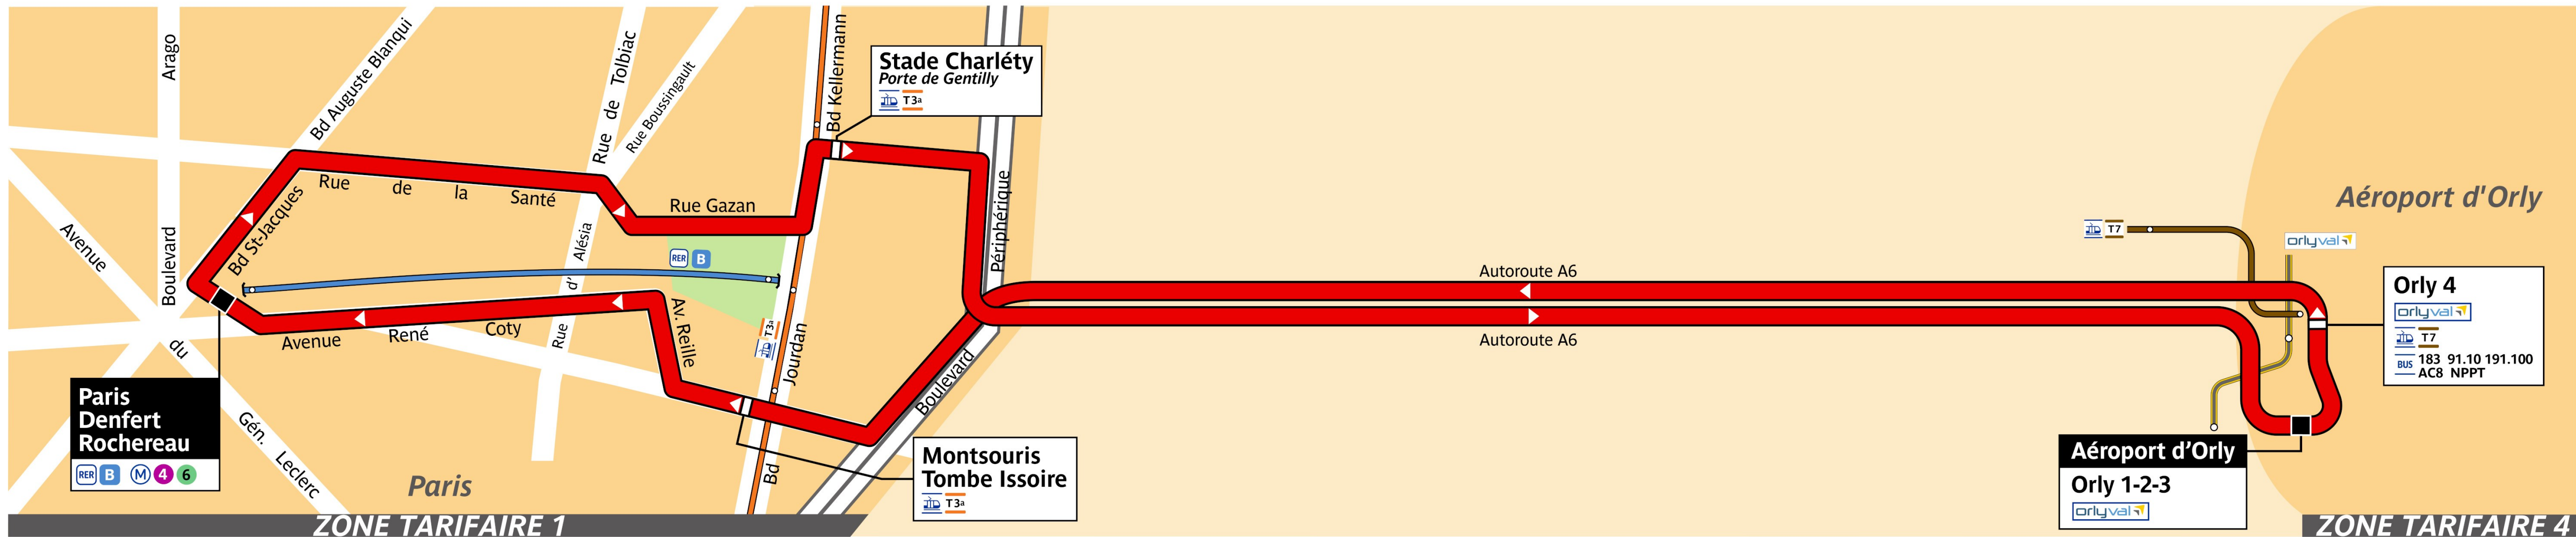 Arago
Bd Auguste Blanqui
Rue de Tolbiac
Rue Boussingault
Bd Kellermann
Stade Charléty
Porte de Gentilly
T3a
Rue de la Santé
Rue Gazan
Périphérique
Aéroport d'Orly
Avenue
Boulevard
Bd St-Jacques
d' Alésia
RER B
T7
orlyval
Autoroute A6
Orly 4
orlyval
T7
BUS 183 91.10 191.100
AC8 NPPT
Avenue René Coty
Rue
Av. Reille
T3a
Jourdan
Boulevard
Autoroute A6
du
Paris
Denfert
Rochereau
RER B M 4 6
Gén.
Leclerc
Paris
Bd
Montsouris
Tombe Issoire
T3a
Aéroport d'Orly
Orly 1-2-3
orlyval
ZONE TARIFAIRE 1
ZONE TARIFAIRE 4